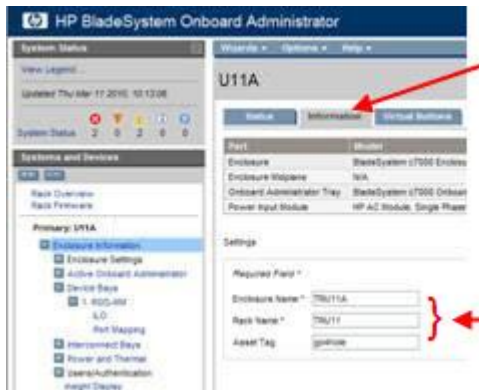 HP BladeSystem Onboard Administrator
System Status
View Legend...
Updated Thu Mar 11 2010, 10:13:06
System Status 2 0 2 0 0
Systems and Devices
Rack Overview
Rack Firmware
Primary: U11A
Enclosure Information
Enclosure Settings
Active Onboard Administrator
Device Bays
iLO
Port Mapping
Interconnect Bays
Power and Thermal
Users/Authentication
Insight Display
Wizards Options Help
U11A
Status Information Virtual Buttons
Part Model
Enclosure BladeSystem c7000 Enclosu
Enclosure Midplane N/A
Onboard Administrator Tray BladeSystem c7000 Onboar
Power Input Module HP AC Module, Single Phase
Settings
Required Field *
Enclosure Name * TRU11A
Rack Name * TRU11
Asset Tag